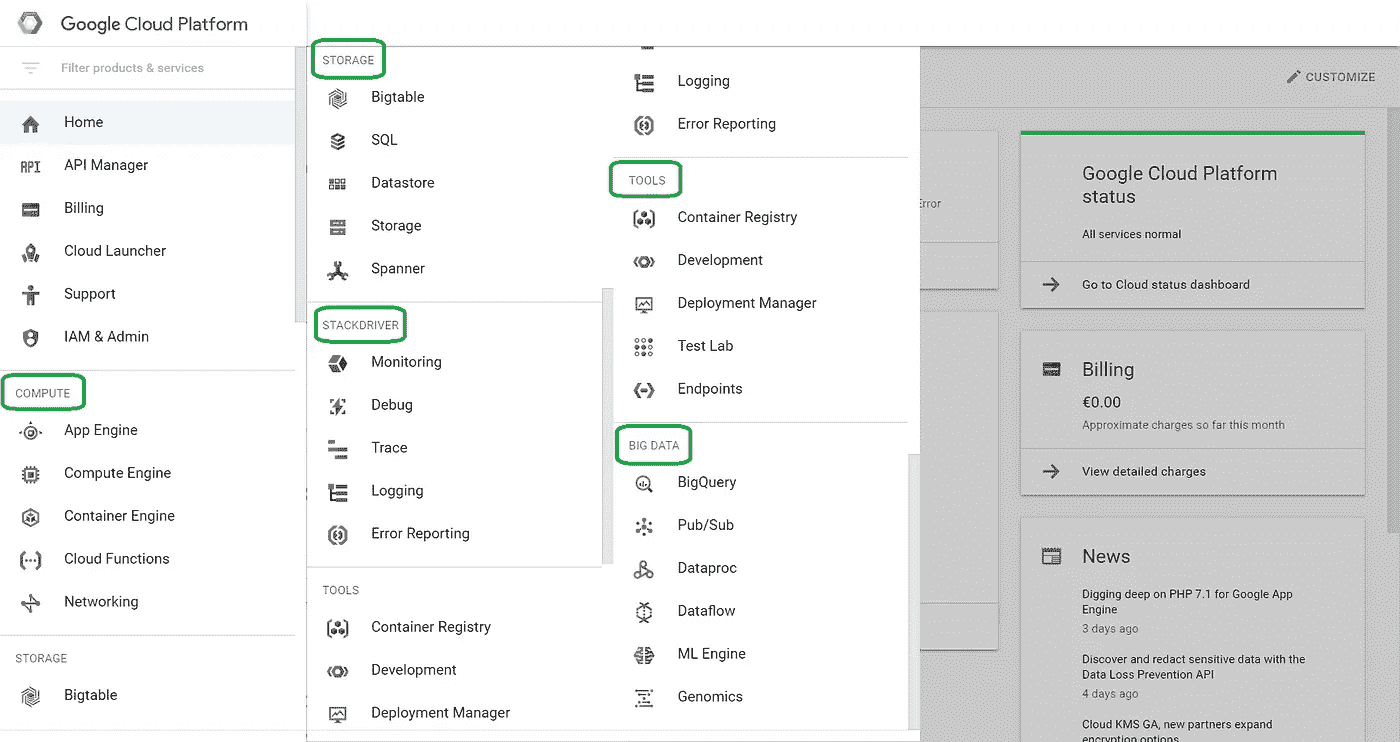 Google Cloud Platform
Filter products & services
Home
API Manager
Billing
Cloud Launcher
Support
IAM & Admin
COMPUTE
App Engine
Compute Engine
Container Engine
Cloud Functions
Networking
STORAGE
Bigtable
STORAGE
Bigtable
SQL
Datastore
Storage
Spanner
STACKDRIVER
Monitoring
Debug
Trace
Logging
Error Reporting
TOOLS
Container Registry
Development
Deployment Manager
Logging
Error Reporting
TOOLS
Container Registry
Development
Deployment Manager
Test Lab
Endpoints
BIG DATA
BigQuery
Pub/Sub
Dataproc
Dataflow
ML Engine
Genomics
CUSTOMIZE
Error
Google Cloud Platform
status
All services normal
Go to Cloud status dashboard
Billing
€0.00
Approximate charges so far this month
View detailed charges
News
Digging deep on PHP 7.1 for Google App
Engine
3 days ago
Discover and redact sensitive data with the
Data Loss Prevention API
4 days ago
Cloud KMS GA, new partners expand
encryption options
API